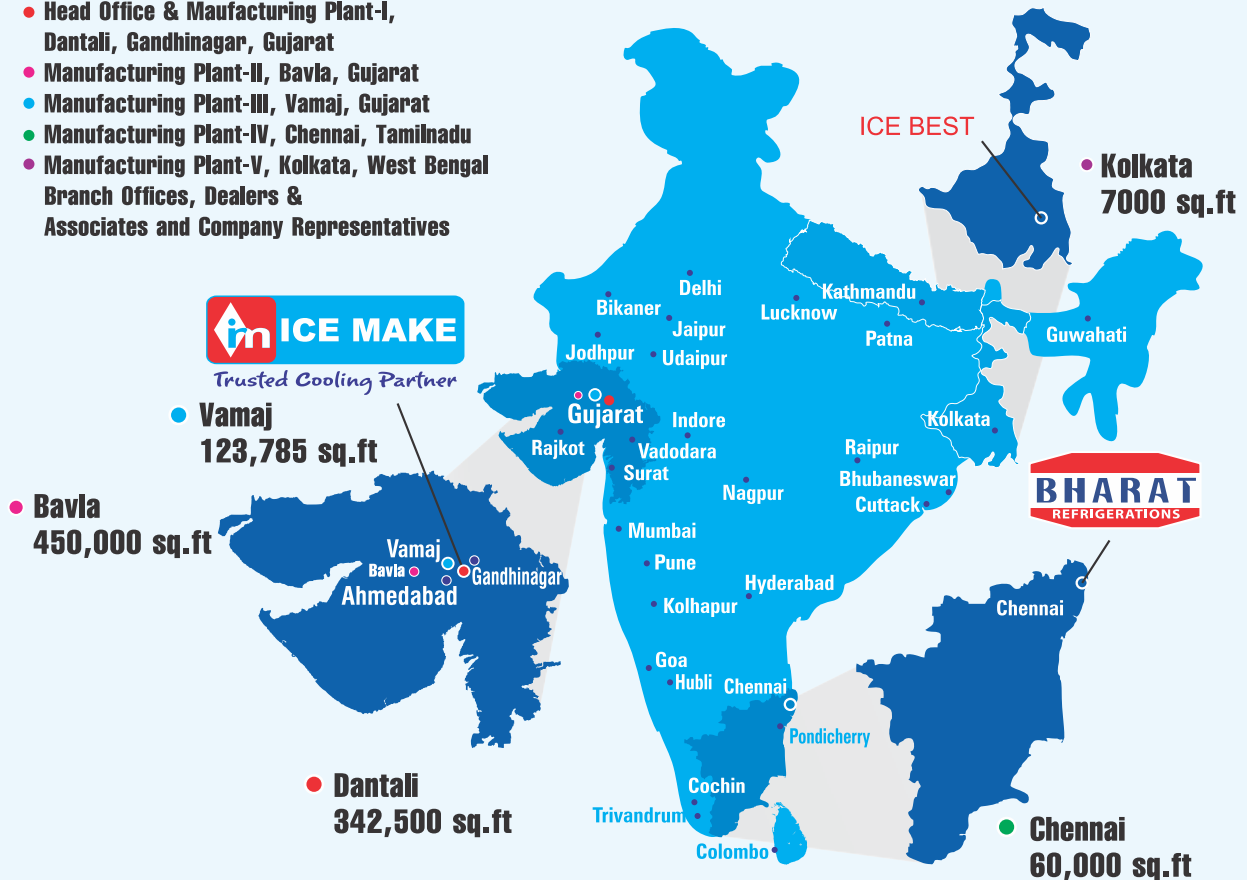 Head Office & Maufacturing Plant-I,
Dantali, Gandhinagar, Gujarat
Manufacturing Plant-II, Bavla, Gujarat
Manufacturing Plant-III, Vamaj, Gujarat
Manufacturing Plant-IV, Chennai, Tamilnadu
Manufacturing Plant-V, Kolkata, West Bengal
Branch Offices, Dealers &
Associates and Company Representatives
ICE BEST
Kolkata
7000 sq.ft
im ICE MAKE
Trusted Cooling Partner
Vamaj
123,785 sq.ft
Bavla
450,000 sq.ft
Delhi
Bikaner
Jaipur
Jodhpur
Udaipur
Lucknow
Kathmandu
Patna
Guwahati
Gujarat
Rajkot
Vadodara
Surat
Indore
Nagpur
Raipur
Bhubaneswar
Cuttack
Kolkata
BHARAT
REFRIGERATIONS
Mumbai
Pune
Kolhapur
Hyderabad
Goa
Hubli
Chennai
Pondicherry
Cochin
Trivandrum
Colombo
Vamaj
Bavla
Gandhinagar
Ahmedabad
Chennai
Dantali
342,500 sq.ft
Chennai
60,000 sq.ft